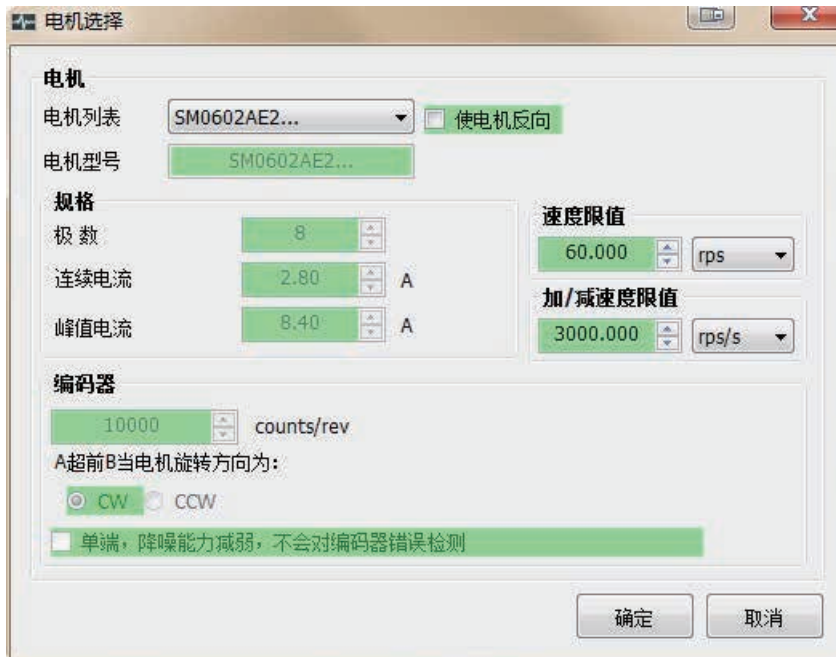 电机选择
电机
电机列表 SM0602AE2... 使电机反向
电机型号 SM0602AE2...
规格
极数 8
连续电流 2.80 A
峰值电流 8.40 A
速度限值
60.000 rps
加/减速度限值
3000.000 rps/s
编码器
10000 counts/rev
A超前B当电机旋转方向为:
CW CCW
单端，降噪能力减弱，不会对编码器错误检测
确定 取消